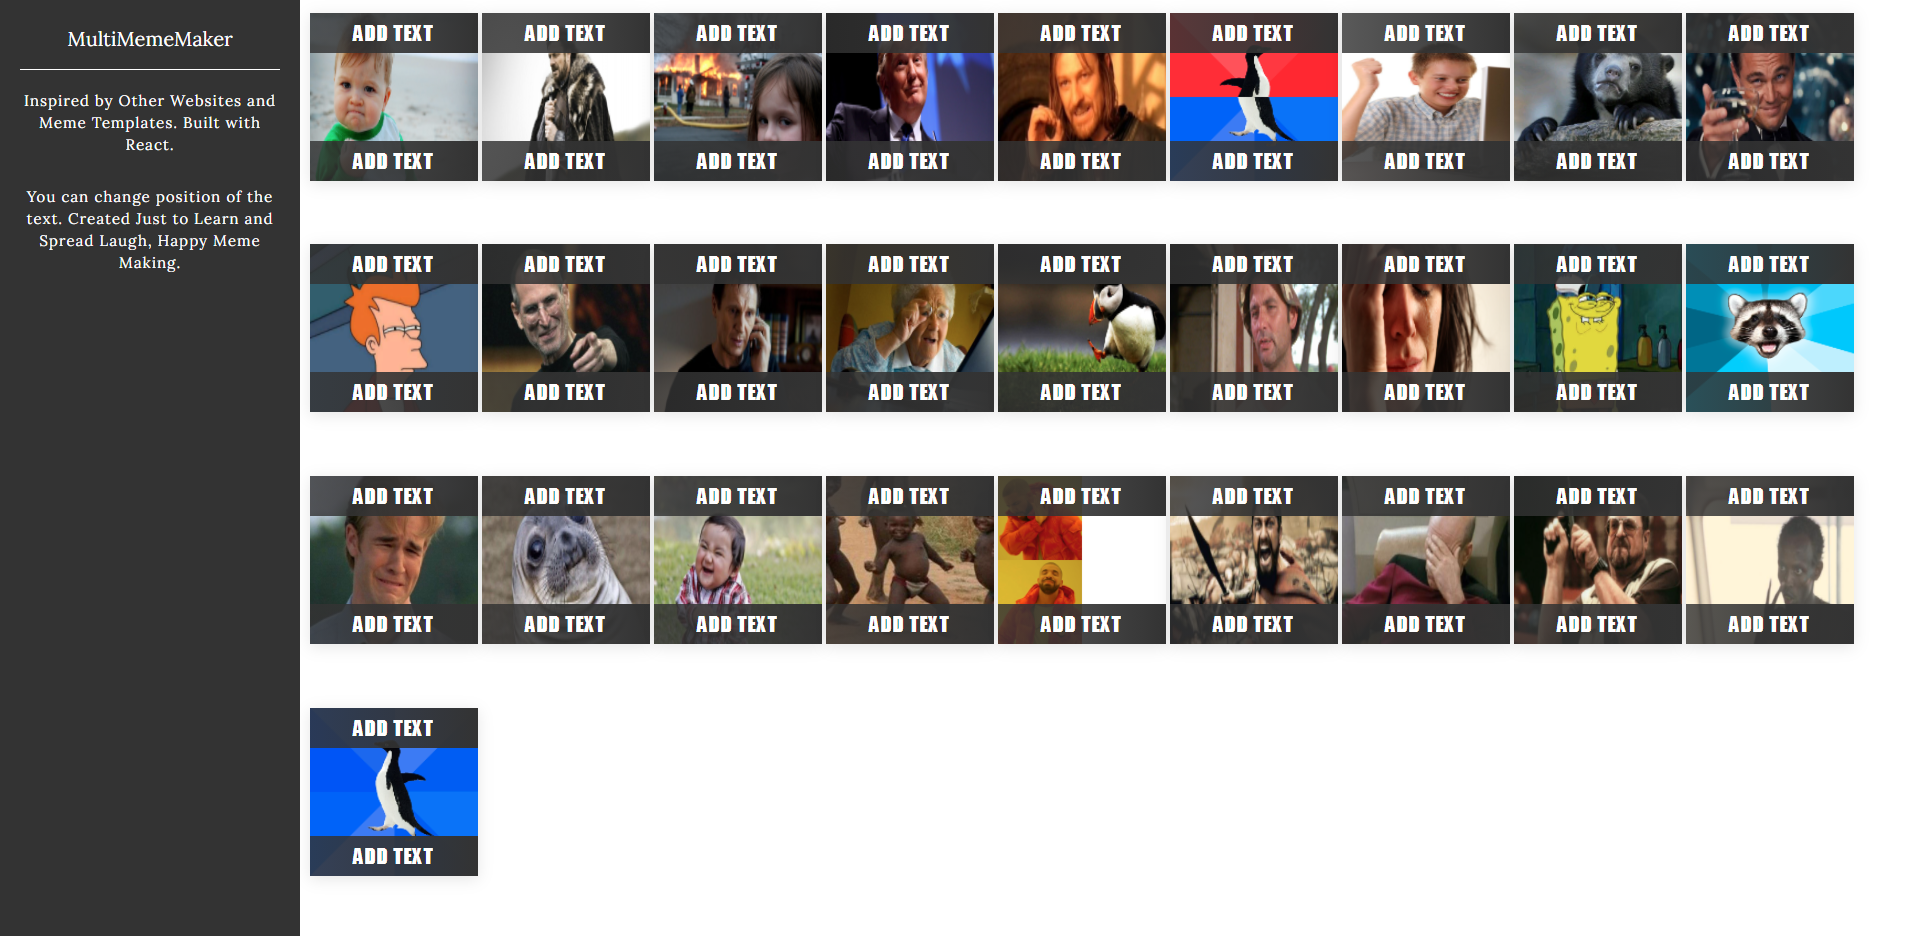 MultiMemeMaker
Inspired by Other Websites and
Meme Templates. Built with
React.
You can change position of the
text. Created Just to Learn and
Spread Laugh, Happy Meme
Making.
ADD TEXT ADD TEXT ADD TEXT ADD TEXT ADD TEXT ADD TEXT ADD TEXT ADD TEXT ADD TEXT
ADD TEXT ADD TEXT ADD TEXT ADD TEXT ADD TEXT ADD TEXT ADD TEXT ADD TEXT ADD TEXT
ADD TEXT ADD TEXT ADD TEXT ADD TEXT ADD TEXT ADD TEXT ADD TEXT ADD TEXT ADD TEXT
ADD TEXT ADD TEXT ADD TEXT ADD TEXT ADD TEXT ADD TEXT ADD TEXT ADD TEXT ADD TEXT
ADD TEXT ADD TEXT ADD TEXT ADD TEXT ADD TEXT ADD TEXT ADD TEXT ADD TEXT ADD TEXT
ADD TEXT ADD TEXT ADD TEXT ADD TEXT ADD TEXT ADD TEXT ADD TEXT ADD TEXT ADD TEXT
ADD TEXT
ADD TEXT